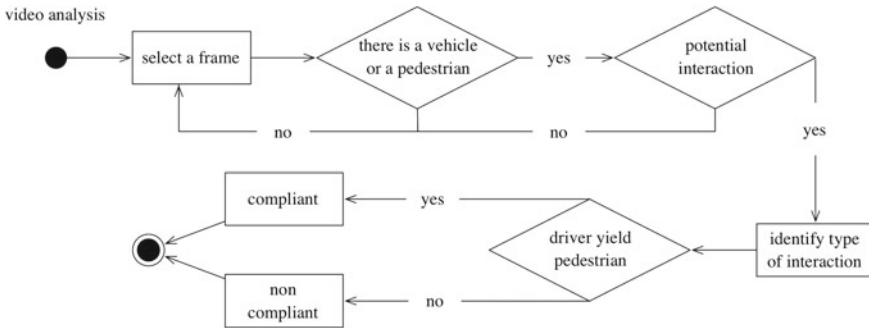 video analysis
select a frame
there is a vehicle
or a pedestrian
yes
potential
interaction
no
no
yes
compliant
yes
driver yield
pedestrian
identify type
of interaction
non
compliant
no